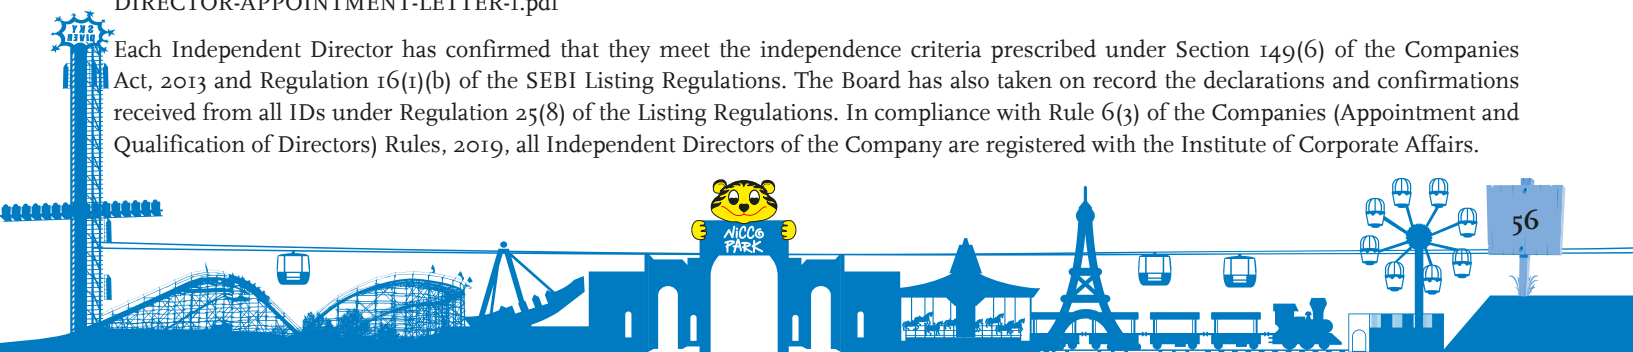 DIRECTOR-APPOINTMENT-LETTER-1.pdf
SKY
DIVER
Each Independent Director has confirmed that they meet the independence criteria prescribed under Section 149(6) of the Companies
Act, 2013 and Regulation 16(1)(b) of the SEBI Listing Regulations. The Board has also taken on record the declarations and confirmations
received from all IDs under Regulation 25(8) of the Listing Regulations. In compliance with Rule 6(3) of the Companies (Appointment and
Qualification of Directors) Rules, 2019, all Independent Directors of the Company are registered with the Institute of Corporate Affairs.
NICCO
PARK
56